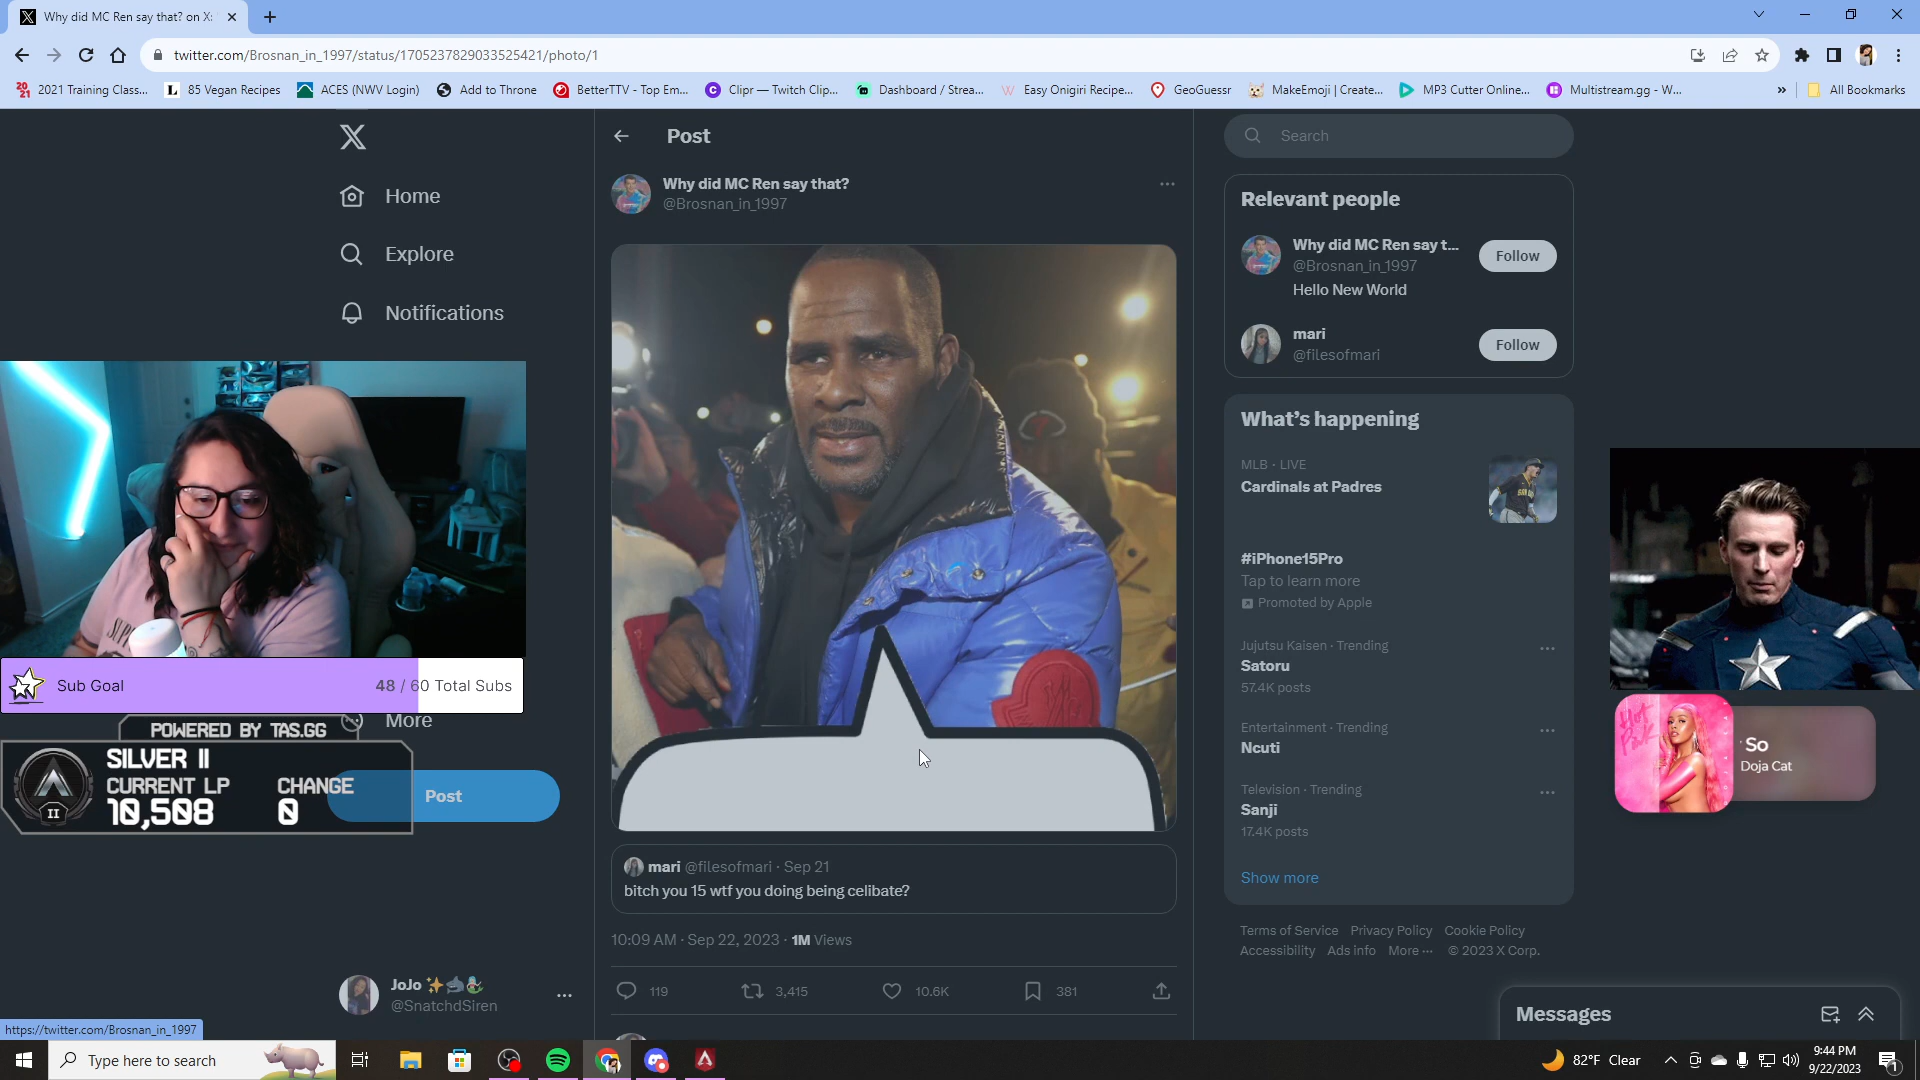 Why did MC Ren say that? on X:
twitter.com/Brosnan_in_1997/status/1705237829033525421/photo/1
2021 Training Class...
85 Vegan Recipes
ACES (NWV Login)
Add to Throne
BetterTTV - Top Em...
Clipr — Twitch Clip...
Dashboard / Strea...
Easy Onigiri Recipe...
GeoGuessr
MakeEmoji | Create...
MP3 Cutter Online...
Multistream.gg - W...
»
All Bookmarks
Home
Explore
Notifications
Sub Goal
48 / 60 Total Subs
More
POWERED BY TAS.GG
SILVER II
CURRENT LP
CHANGE
II
10,508
0
Post
JoJo ✨🦈🧜‍♀️
@SnatchdSiren
https://twitter.com/Brosnan_in_1997
Post
Why did MC Ren say that?
@Brosnan_in_1997
mari @filesofmari · Sep 21
bitch you 15 wtf you doing being celibate?
10:09 AM · Sep 22, 2023 · 1M Views
119
3,415
10.6K
381
Search
Relevant people
Why did MC Ren say t...
@Brosnan_in_1997
Follow
Hello New World
mari
@filesofmari
Follow
What's happening
MLB · LIVE
Cardinals at Padres
#iPhone15Pro
Tap to learn more
Promoted by Apple
Jujutsu Kaisen · Trending
Satoru
57.4K posts
Entertainment · Trending
Ncuti
Television · Trending
Sanji
17.4K posts
Show more
Terms of Service Privacy Policy Cookie Policy
Accessibility Ads info More ··· © 2023 X Corp.
Hot Pink
So
Doja Cat
Messages
Type here to search
82°F Clear
9:44 PM
9/22/2023
1